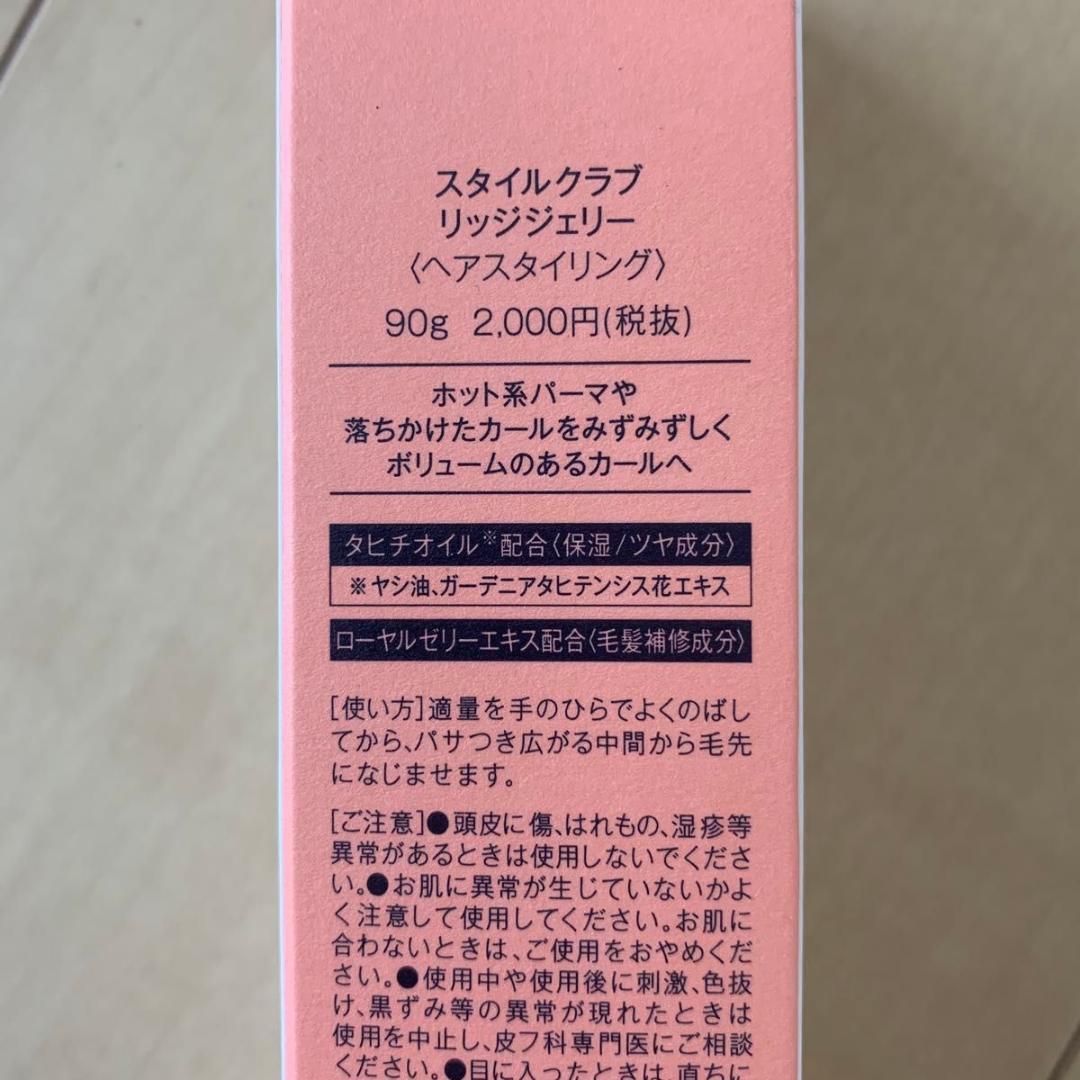 スタイルクラブ
リッジジェリー
〈ヘアスタイリング〉
90g 2,000円(税抜)
ホット系パーマや
落ちかけたカールをみずみずしく
ボリュームのあるカールへ
タヒチオイル※配合〈保湿/ツヤ成分〉
※ヤシ油、ガーデニアタヒテンシス花エキス
ローヤルゼリーエキス配合〈毛髪補修成分〉
[使い方]適量を手のひらでよくのばし
てから、パサつき広がる中間から毛先
になじませます。
[ご注意]●頭皮に傷、はれもの、湿疹等
異常があるときは使用しないでくださ
い。●お肌に異常が生じていないかよ
く注意して使用してください。お肌に
合わないときは、ご使用をおやめくだ
さい。●使用中や使用後に刺激、色抜
け、黒ずみ等の異常が現れたときは
使用を中止し、皮フ科専門医にご相談
ください。●目に入ったときは、直ちに